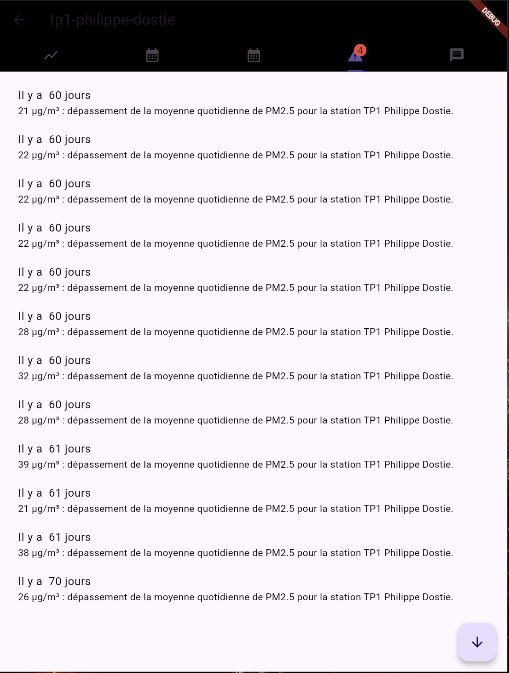 tp1-philippe-dostie
DEBUG
4
Il y a  60 jours
21 µg/m³ : dépassement de la moyenne quotidienne de PM2.5 pour la station TP1 Philippe Dostie.
Il y a  60 jours
22 µg/m³ : dépassement de la moyenne quotidienne de PM2.5 pour la station TP1 Philippe Dostie.
Il y a  60 jours
22 µg/m³ : dépassement de la moyenne quotidienne de PM2.5 pour la station TP1 Philippe Dostie.
Il y a  60 jours
22 µg/m³ : dépassement de la moyenne quotidienne de PM2.5 pour la station TP1 Philippe Dostie.
Il y a  60 jours
22 µg/m³ : dépassement de la moyenne quotidienne de PM2.5 pour la station TP1 Philippe Dostie.
Il y a  60 jours
28 µg/m³ : dépassement de la moyenne quotidienne de PM2.5 pour la station TP1 Philippe Dostie.
Il y a  60 jours
32 µg/m³ : dépassement de la moyenne quotidienne de PM2.5 pour la station TP1 Philippe Dostie.
Il y a  60 jours
28 µg/m³ : dépassement de la moyenne quotidienne de PM2.5 pour la station TP1 Philippe Dostie.
Il y a  61 jours
39 µg/m³ : dépassement de la moyenne quotidienne de PM2.5 pour la station TP1 Philippe Dostie.
Il y a  61 jours
21 µg/m³ : dépassement de la moyenne quotidienne de PM2.5 pour la station TP1 Philippe Dostie.
Il y a  61 jours
38 µg/m³ : dépassement de la moyenne quotidienne de PM2.5 pour la station TP1 Philippe Dostie.
Il y a  70 jours
26 µg/m³ : dépassement de la moyenne quotidienne de PM2.5 pour la station TP1 Philippe Dostie.